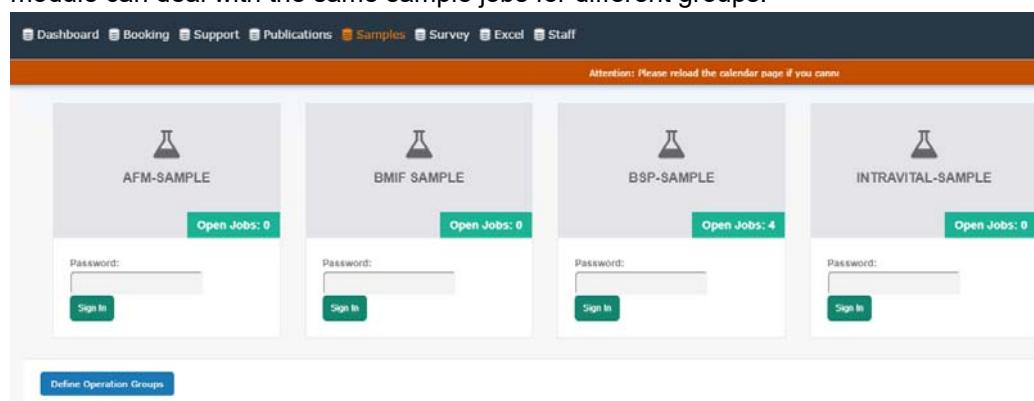 module can deal with the same sample jobs for different groups.
Dashboard Booking Support Publications Samples Survey Excel Staff
Attention: Please reload the calendar page if you cannot
AFM-SAMPLE BMIF SAMPLE BSP-SAMPLE INTRAVITAL-SAMPLE
Open Jobs: 0 Open Jobs: 0 Open Jobs: 4 Open Jobs: 0
Password: Password: Password: Password:
Sign In Sign In Sign In Sign In
Define Operation Groups